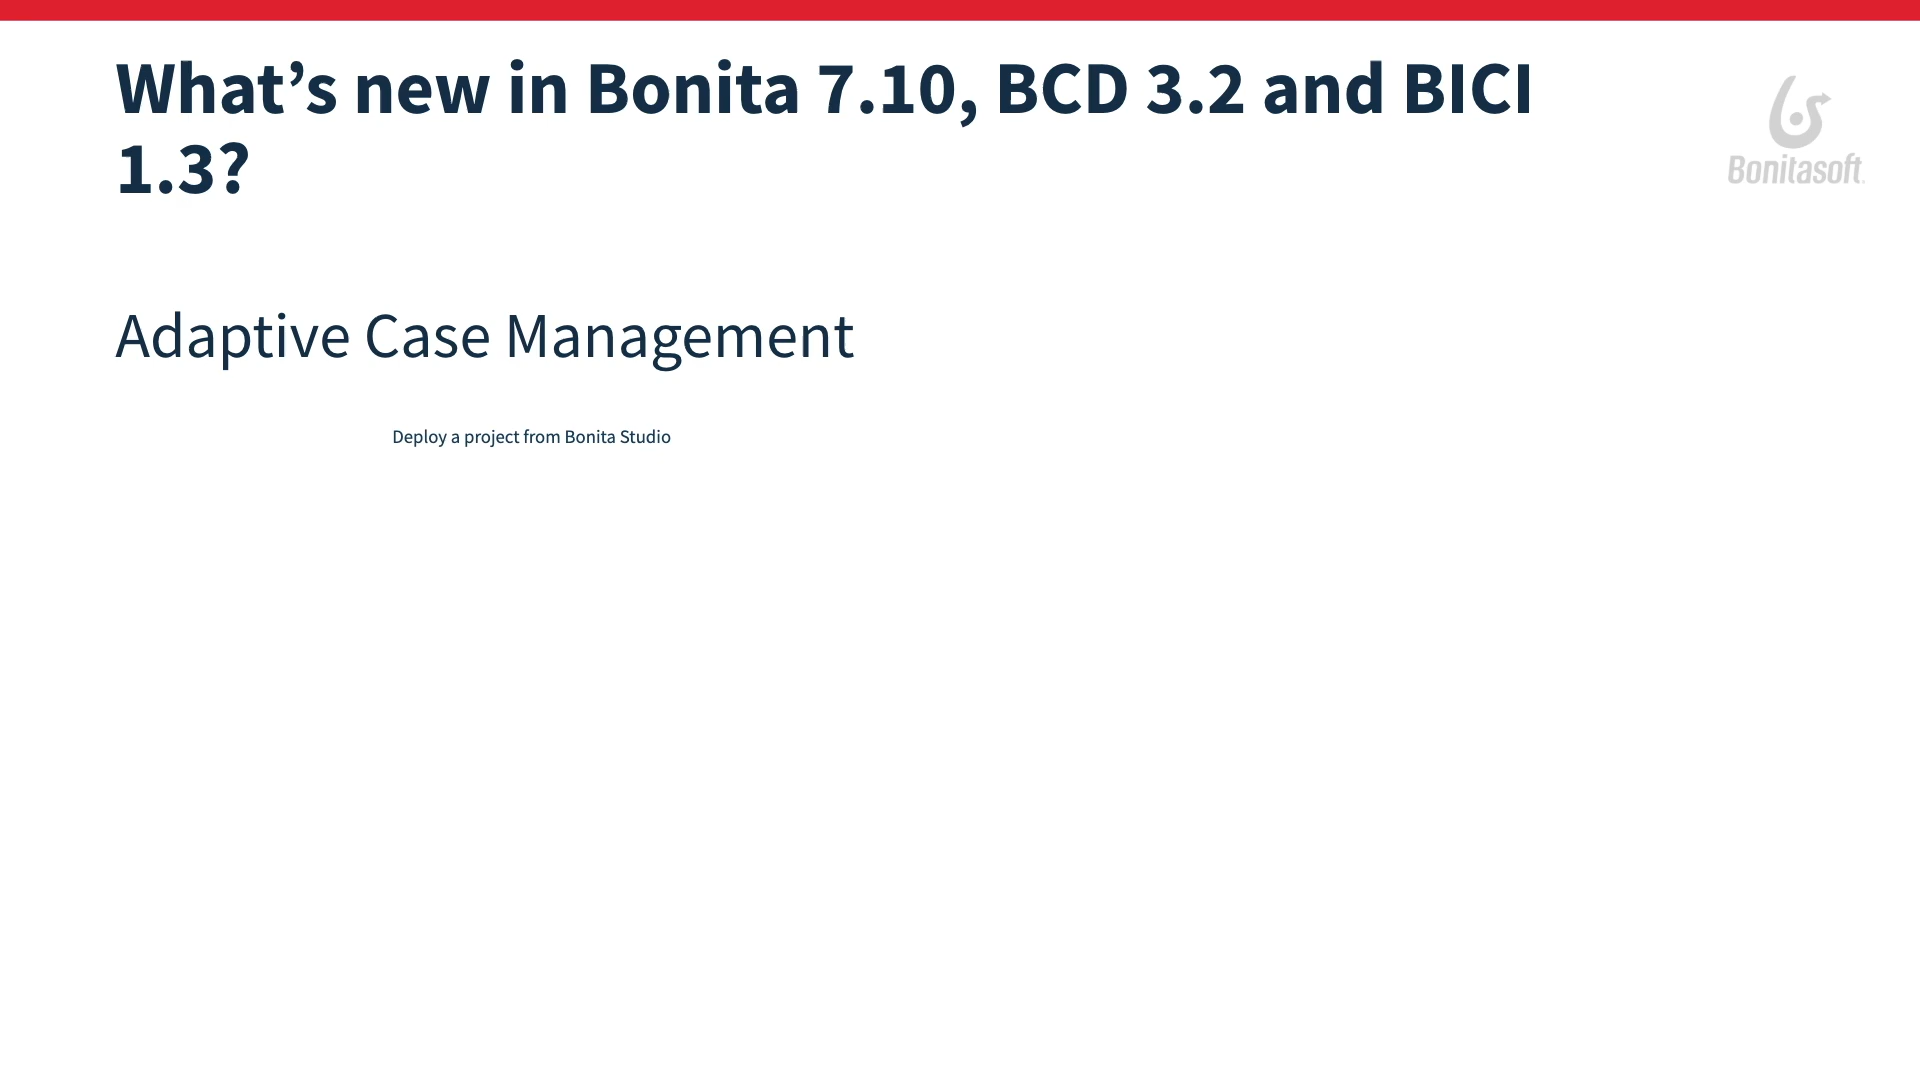 What’s new in Bonita 7.10, BCD 3.2 and BICI
1.3?
Bonitasoft
Adaptive Case Management
Deploy a project from Bonita Studio